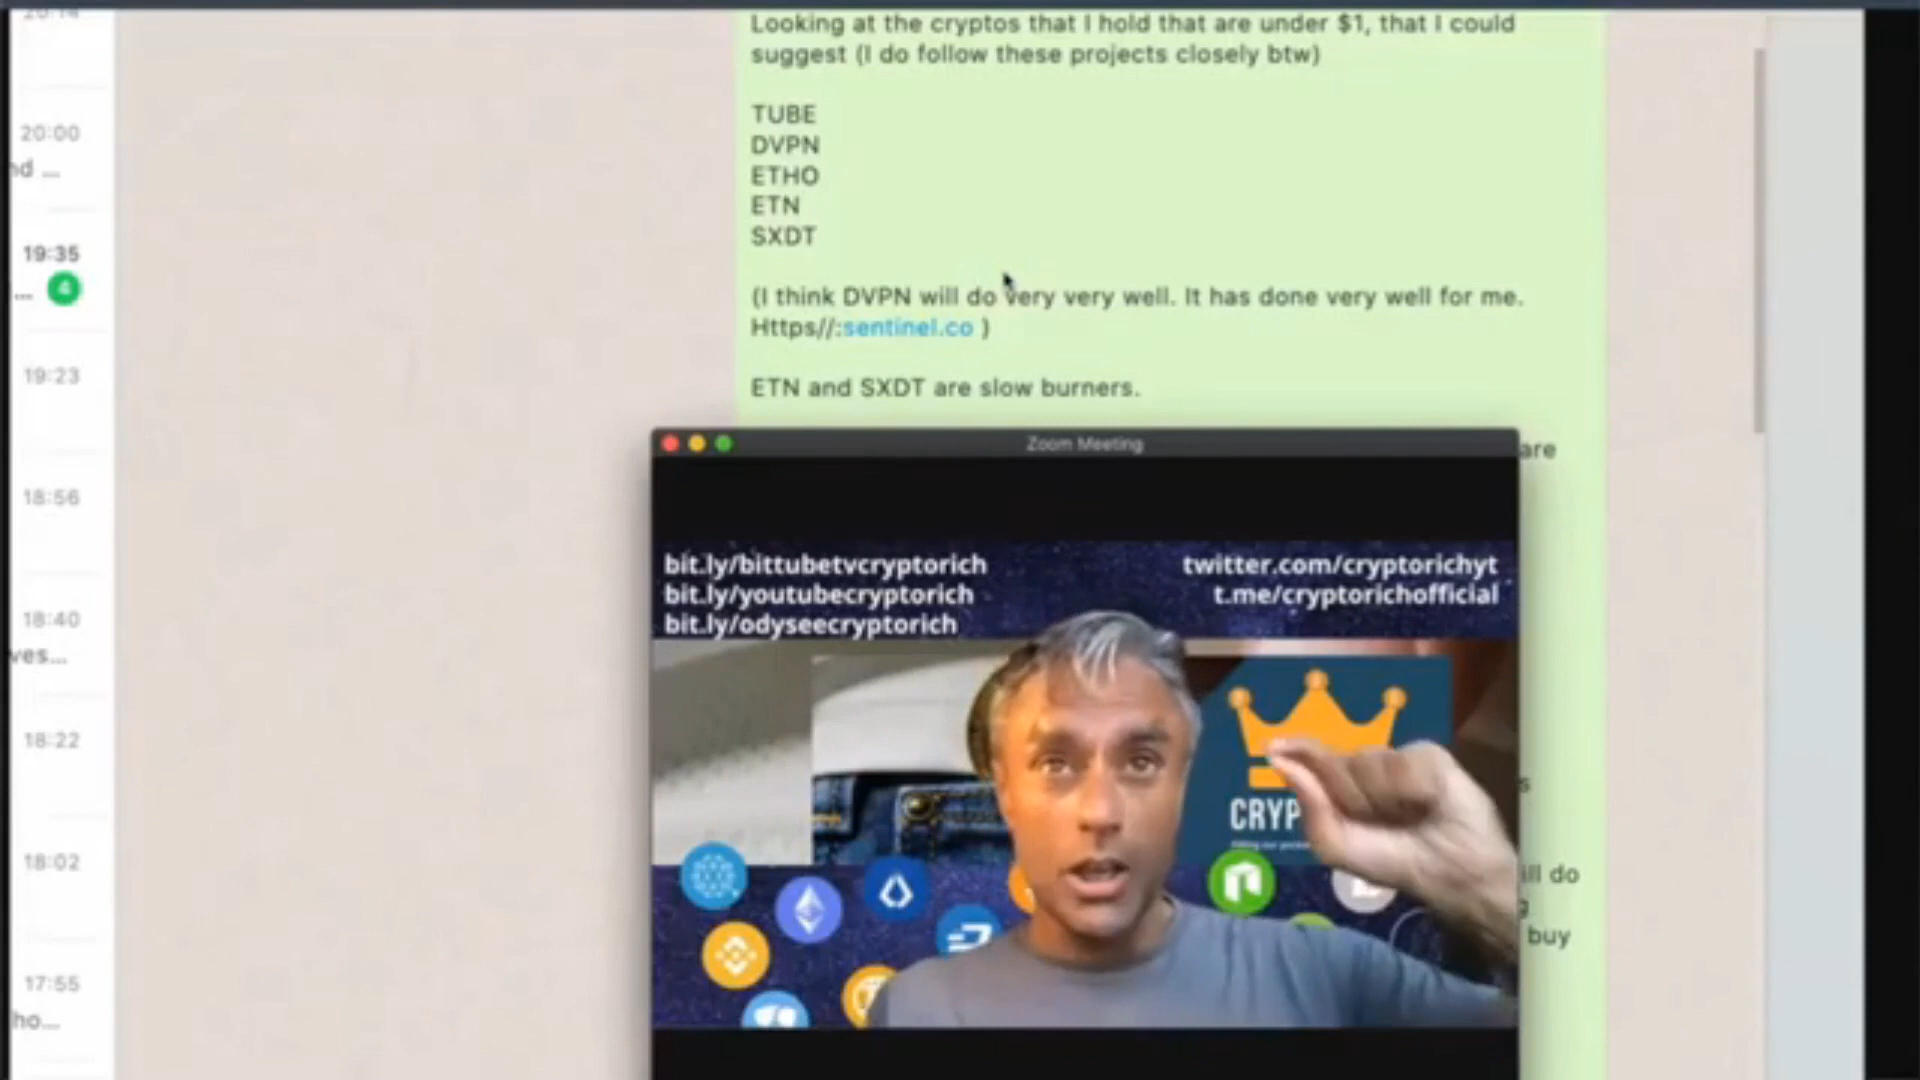 20:00
nd ...
19:35
... 4
19:23
18:56
18:40
ves...
18:22
18:02
17:55
ho...
Looking at the cryptos that I hold that are under $1, that I could
suggest (I do follow these projects closely btw)
TUBE
DVPN
ETHO
ETN
SXDT
(I think DVPN will do very very well. It has done very well for me.
Https//:sentinel.co )
ETN and SXDT are slow burners.
are
ill do
buy
Zoom Meeting
bit.ly/bittubetvcryptorich
bit.ly/youtubecryptorich
bit.ly/odyseecryptorich
twitter.com/cryptorichyt
t.me/cryptorichofficial
CRYP